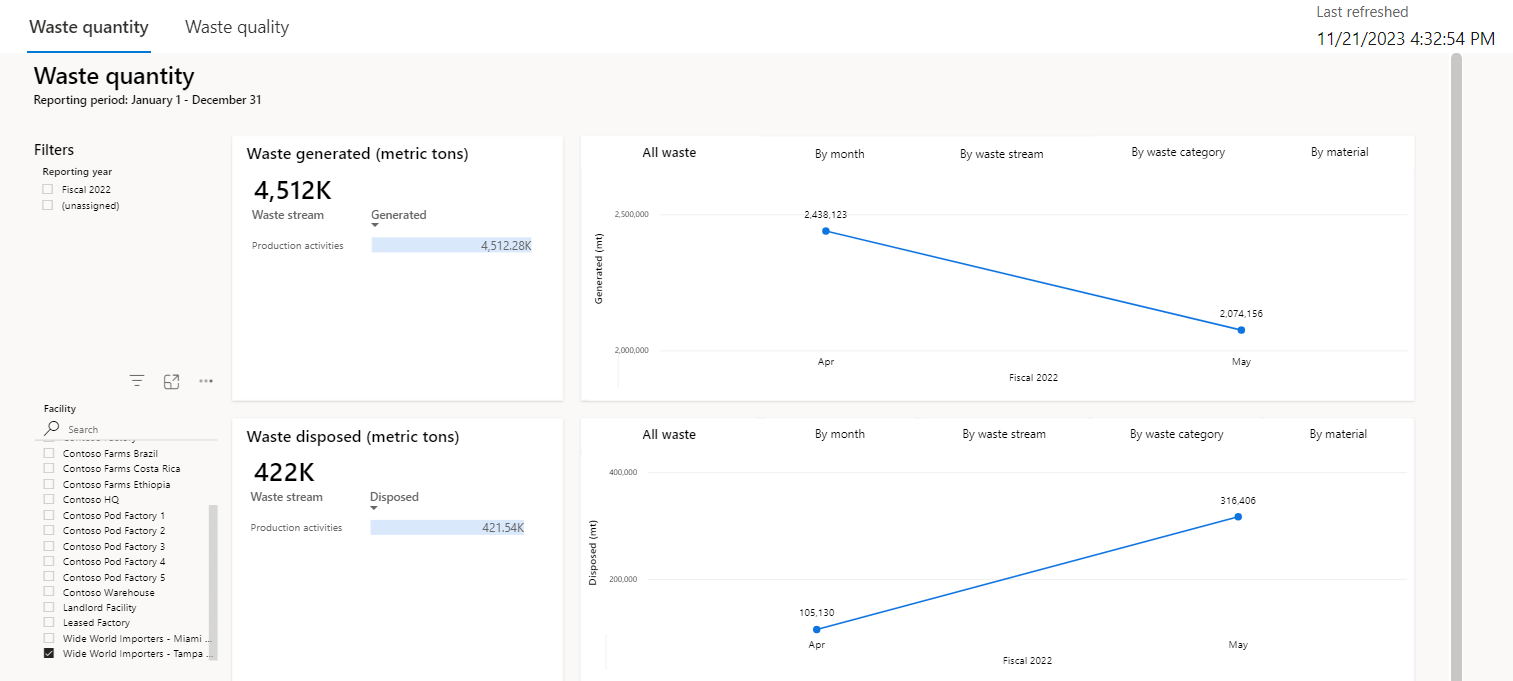 Waste quantity
Waste quality
Last refreshed
11/21/2023 4:32:54 PM
Waste quantity
Reporting period: January 1 - December 31
Filters
Reporting year
Fiscal 2022
(unassigned)
Waste generated (metric tons)
4,512K
Waste stream Generated
Production activities 4,512.28K
All waste By month By waste stream By waste category By material
2,500,000
2,438,123
Generated (mt)
2,074,156
2,000,000
Apr May
Fiscal 2022
Facility
Search
Contoso Farms Brazil
Contoso Farms Costa Rica
Contoso Farms Ethiopia
Contoso HQ
Contoso Pod Factory 1
Contoso Pod Factory 2
Contoso Pod Factory 3
Contoso Pod Factory 4
Contoso Pod Factory 5
Contoso Warehouse
Landlord Facility
Leased Factory
Wide World Importers - Miami ...
Wide World Importers - Tampa ...
Waste disposed (metric tons)
422K
Waste stream Disposed
Production activities 421.54K
All waste By month By waste stream By waste category By material
400,000
316,406
Disposed (mt)
200,000
105,130
Apr May
Fiscal 2022